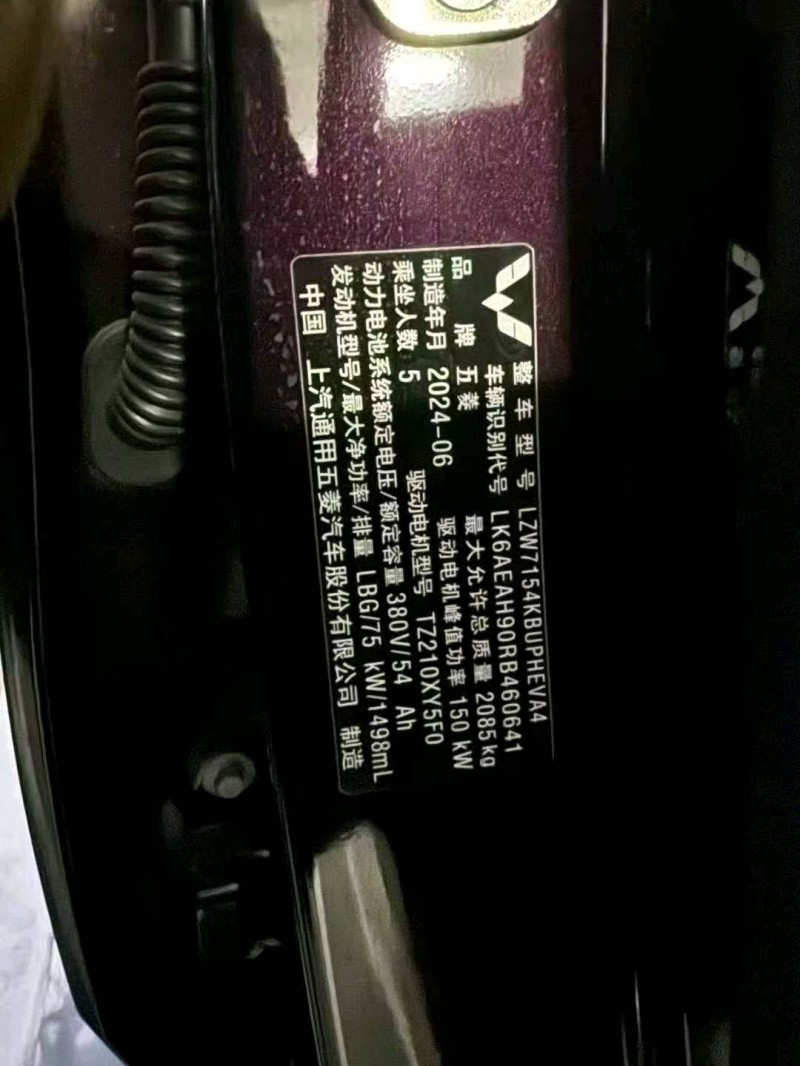 整车型号 LZW7154KBUPHEVA4
车辆识别代号 LK6AEAH90RB460641
品牌 五菱 最大允许总质量 2085kg
制造年月 2024-06 驱动电机峰值功率 150 kW
乘坐人数 5 驱动电机型号 TZ210XY5F0
动力电池系统额定电压/额定容量 380V/54 Ah
发动机型号/最大净功率/排量 LBG/75 kW/1498mL
中国 上汽通用五菱汽车股份有限公司 制造